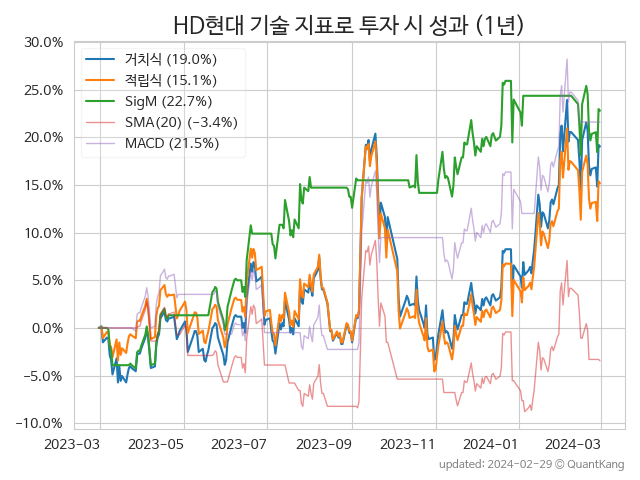 HD현대 기술 지표로 투자 시 성과 (1년)
30.0%
25.0%
20.0%
15.0%
10.0%
5.0%
0.0%
−5.0%
−10.0%
거치식 (19.0%)
적립식 (15.1%)
SigM (22.7%)
SMA(20) (−3.4%)
MACD (21.5%)
2023-03 2023-05 2023-07 2023-09 2023-11 2024-01 2024-03
updated: 2024-02-29 © QuantKang